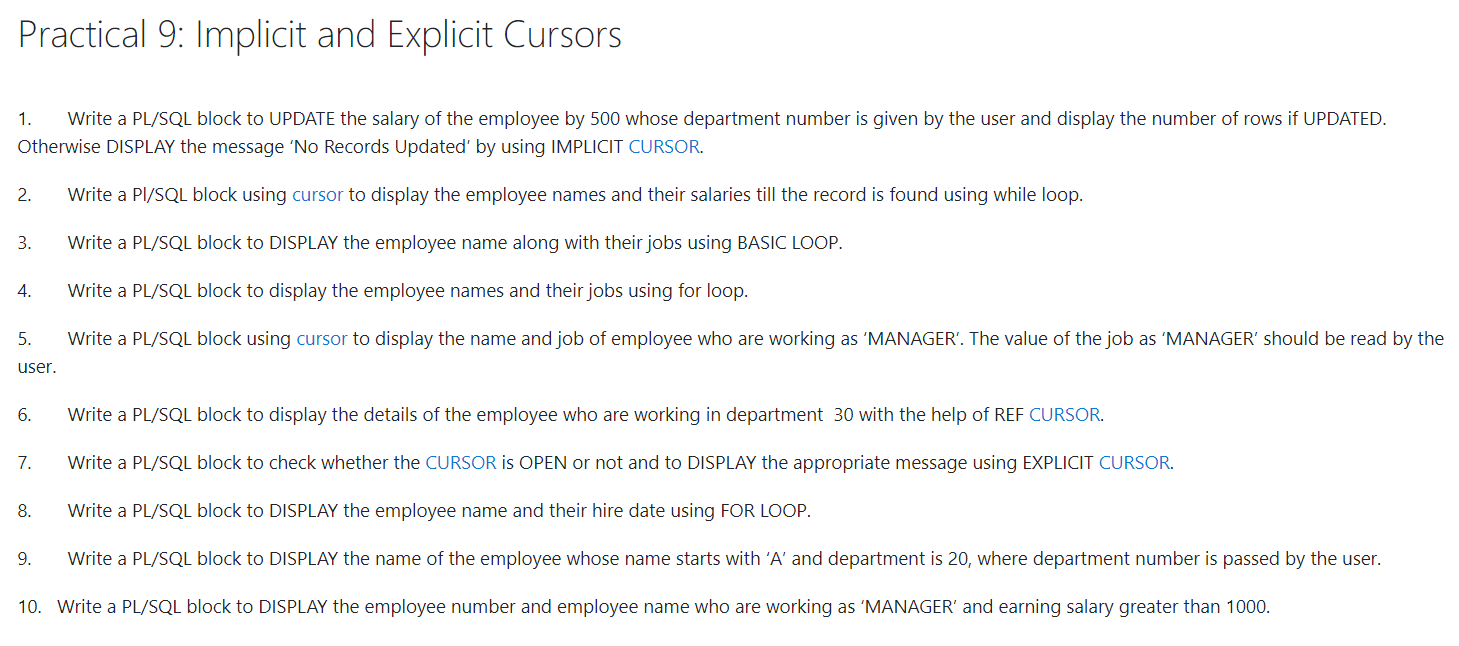 Practical 9: Implicit and Explicit Cursors
1. Write a PL/SQL block to UPDATE the salary of the employee by 500 whose department number is given by the user and display the number of rows if UPDATED.
Otherwise DISPLAY the message ‘No Records Updated’ by using IMPLICIT CURSOR.
2. Write a Pl/SQL block using cursor to display the employee names and their salaries till the record is found using while loop.
3. Write a PL/SQL block to DISPLAY the employee name along with their jobs using BASIC LOOP.
4. Write a PL/SQL block to display the employee names and their jobs using for loop.
5. Write a PL/SQL block using cursor to display the name and job of employee who are working as ‘MANAGER’. The value of the job as ‘MANAGER’ should be read by the
user.
6. Write a PL/SQL block to display the details of the employee who are working in department 30 with the help of REF CURSOR.
7. Write a PL/SQL block to check whether the CURSOR is OPEN or not and to DISPLAY the appropriate message using EXPLICIT CURSOR.
8. Write a PL/SQL block to DISPLAY the employee name and their hire date using FOR LOOP.
9. Write a PL/SQL block to DISPLAY the name of the employee whose name starts with ‘A’ and department is 20, where department number is passed by the user.
10. Write a PL/SQL block to DISPLAY the employee number and employee name who are working as ‘MANAGER’ and earning salary greater than 1000.